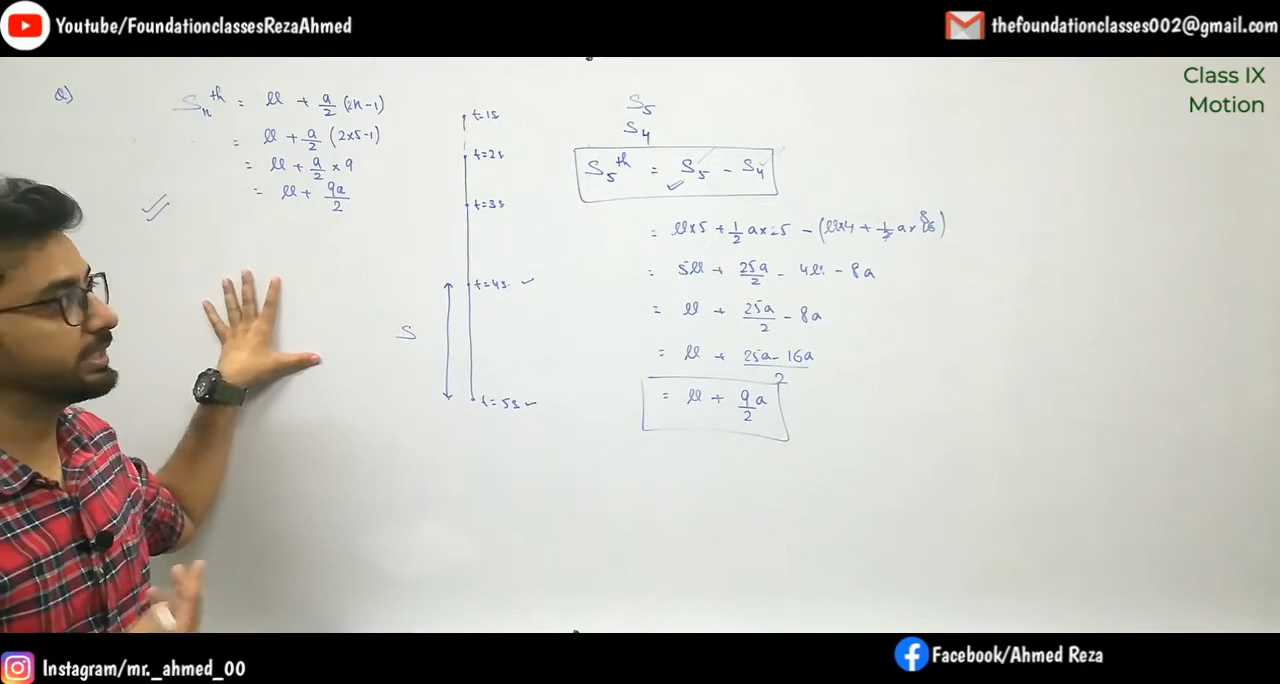 Youtube/FoundationclassesRezaAhmed
thefoundationclasses002@gmail.com
Class IX
Motion
Q)
Sₙth = u + a/2 (2n-1)
= u + a/2 (2×5-1)
= u + a/2 × 9
= u + 9a/2
t=1s
t=2s
t=3s
t=4s
t=5s
S
S₅
S₄
S₅th = S₅ - S₄
= u×5 + 1/2 a×25 - (u×4 + 1/2 a×16 8)
= 5u + 25a/2 - 4u - 8a
= u + 25a/2 - 8a
= u + 25a-16a/2
= u + 9/2 a
Instagram/mr._ahmed_00
Facebook/Ahmed Reza